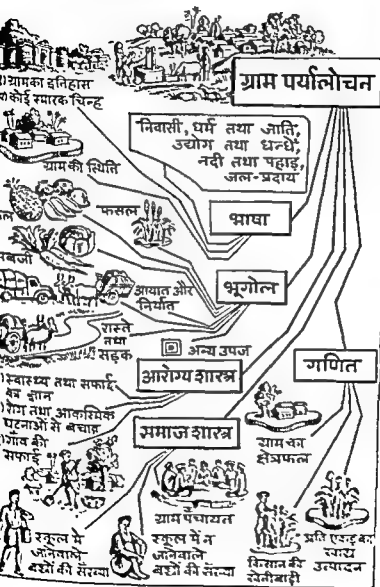 ग्राम पर्यालोचन
ग्राम का इतिहास
कोई स्मारक चिन्ह
निवासी, धर्म तथा जाति,
उद्योग तथा धन्धे,
नदी तथा पहाड़,
जल-प्रदाय
ग्राम की स्थिति
भाषा
फसल
भूगोल
आयात और
निर्यात
रास्ते
तथा
सड़क
अन्य उपज
आरोग्य शास्त्र
गणित
स्वास्थ्य तथा सफाई
का ज्ञान
रोग तथा आकस्मिक
घटनाओं से बचाव
गांव की
सफाई
समाज शास्त्र
ग्राम का
क्षेत्रफल
ग्राम पंचायत
स्कूल में
जानेवाले
बच्चों की संख्या
स्कूल में न
जानेवाले
बच्चों की संख्या
किसान की
खेतीबारी
प्रति एकड़ का
खाद्य
उत्पादन